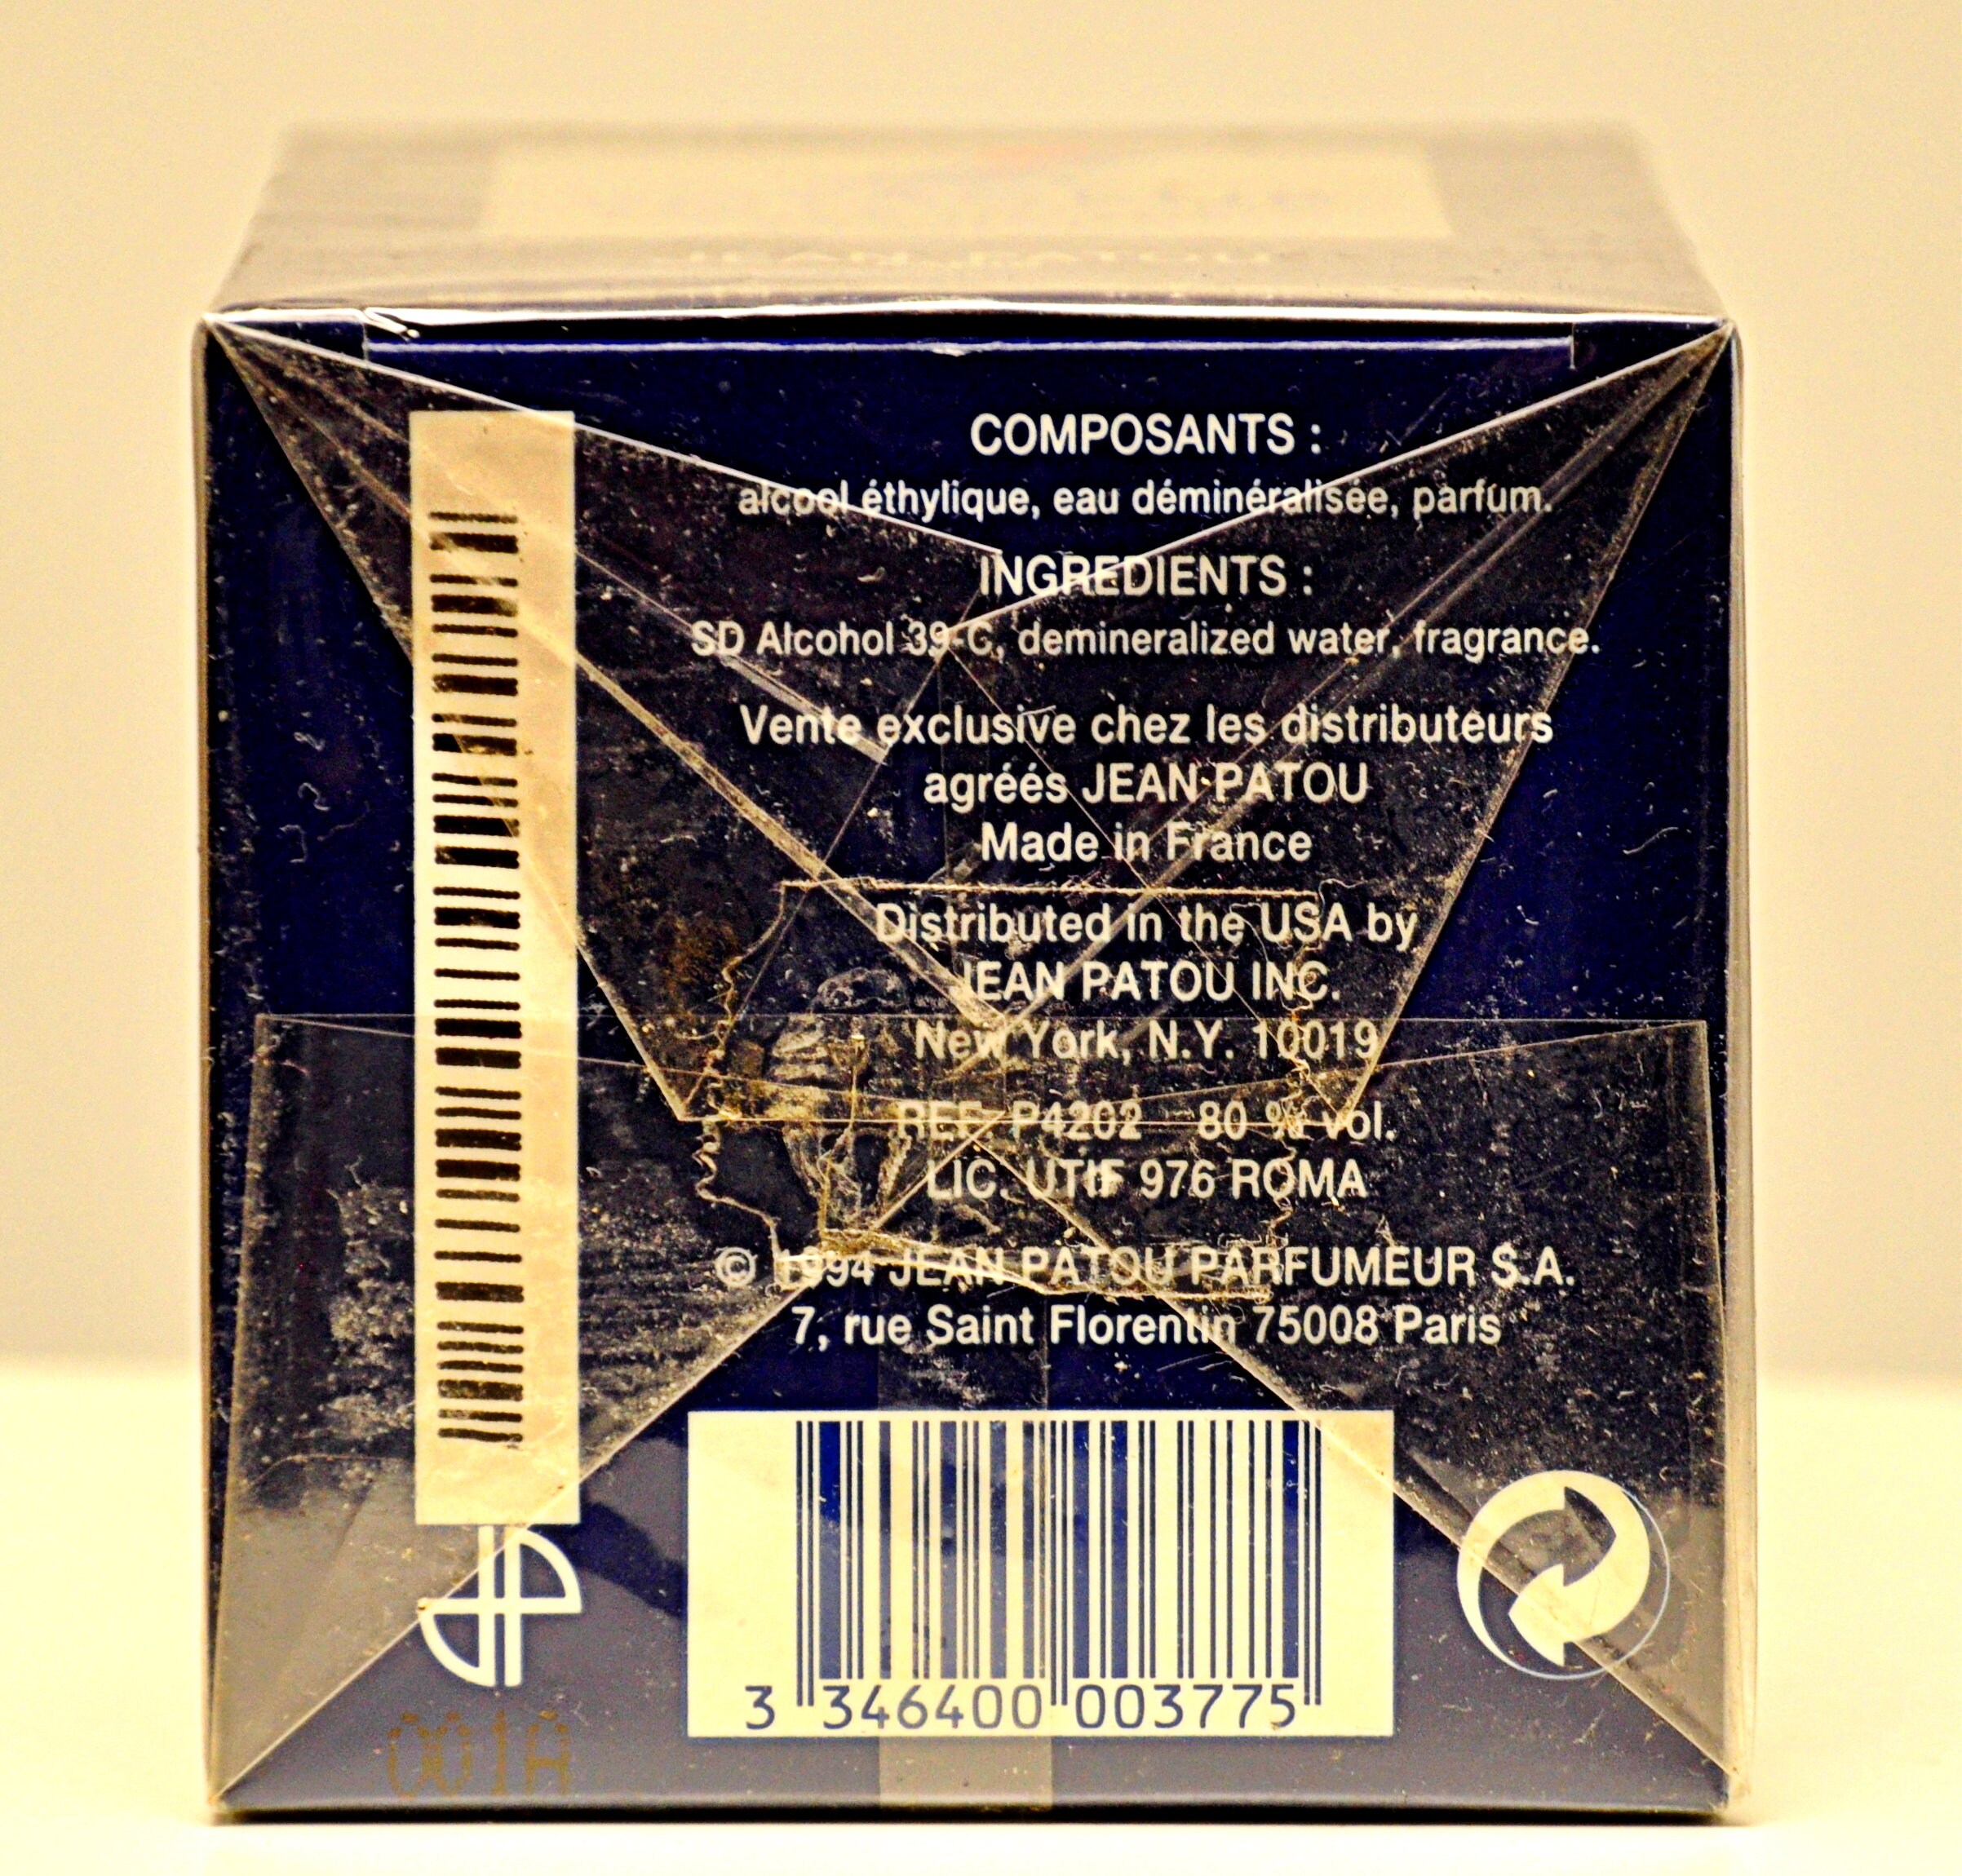 JEAN PATOU
COMPOSANTS :
alcool éthylique, eau déminéralisée, parfum.
INGREDIENTS :
SD Alcohol 39-C, demineralized water, fragrance.
Vente exclusive chez les distributeurs
agréés JEAN PATOU
Made in France
Distributed in the USA by
JEAN PATOU INC.
New York, N.Y. 10019
REF. P4202 80 % vol.
LIC. UTIF 976 ROMA
© 1994 JEAN PATOU PARFUMEUR S.A.
7, rue Saint Florentin 75008 Paris
3 346400 003775
001A